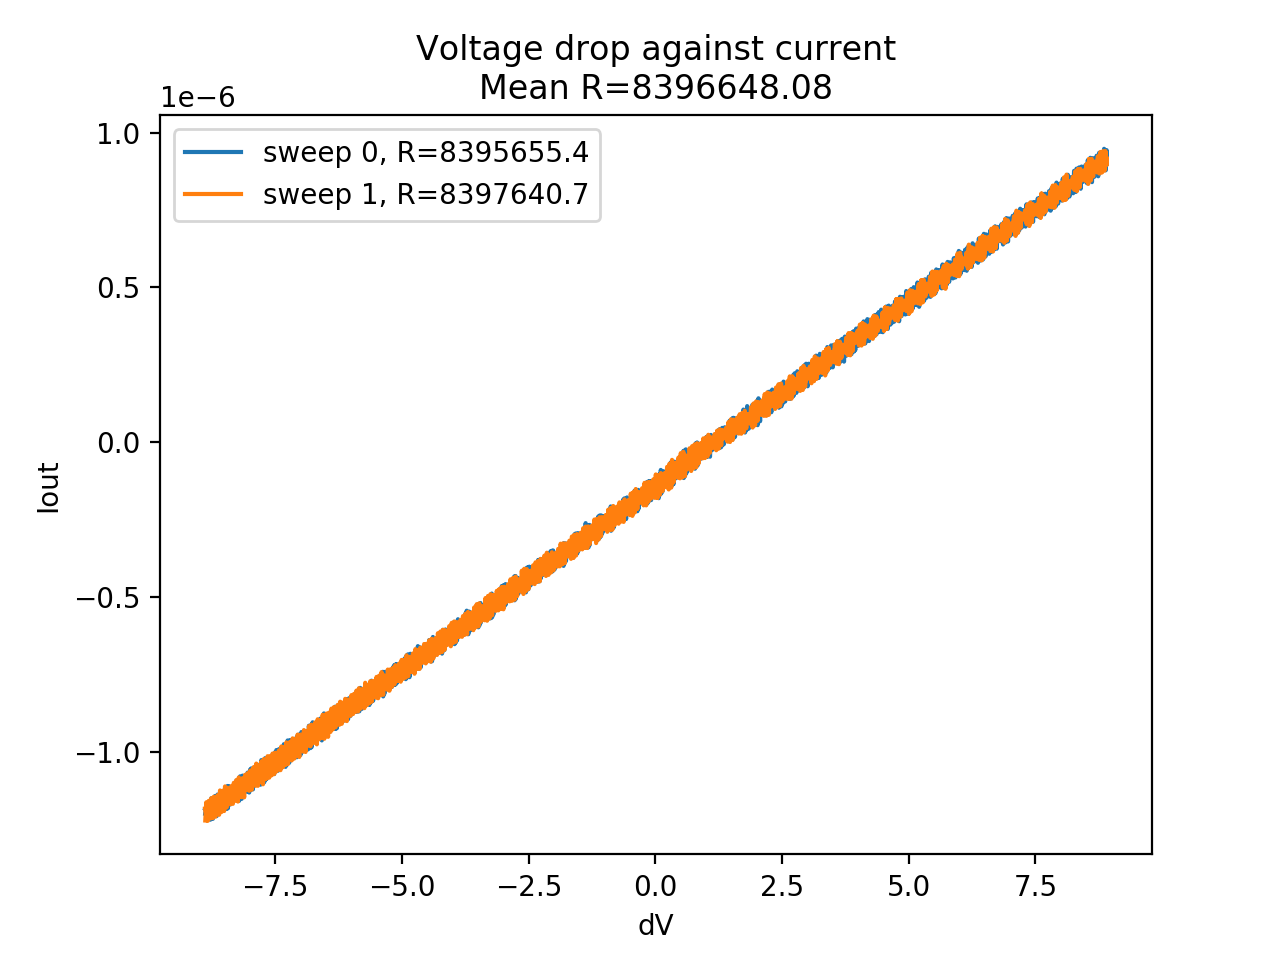 Voltage drop against current
Mean R=8396648.08
1e−6
sweep 0, R=8395655.4
sweep 1, R=8397640.7
1.0
0.5
0.0
−0.5
−1.0
Iout
−7.5 −5.0 −2.5 0.0 2.5 5.0 7.5
dV